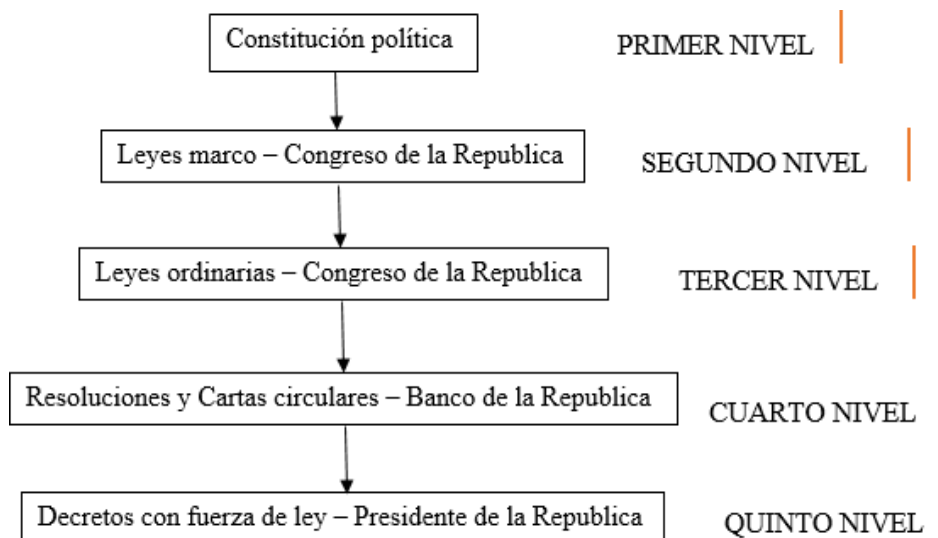 Constitución política
PRIMER NIVEL
Leyes marco – Congreso de la Republica
SEGUNDO NIVEL
Leyes ordinarias – Congreso de la Republica
TERCER NIVEL
Resoluciones y Cartas circulares – Banco de la Republica
CUARTO NIVEL
Decretos con fuerza de ley – Presidente de la Republica
QUINTO NIVEL